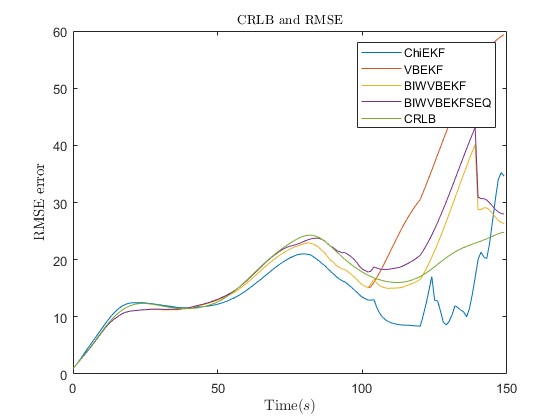 CRLB and RMSE
60
50
40
30
20
10
0
RMSE error
ChiEKF
VBEKF
BIWVBEKF
BIWVBEKFSEQ
CRLB
0
50
100
150
Time(s)